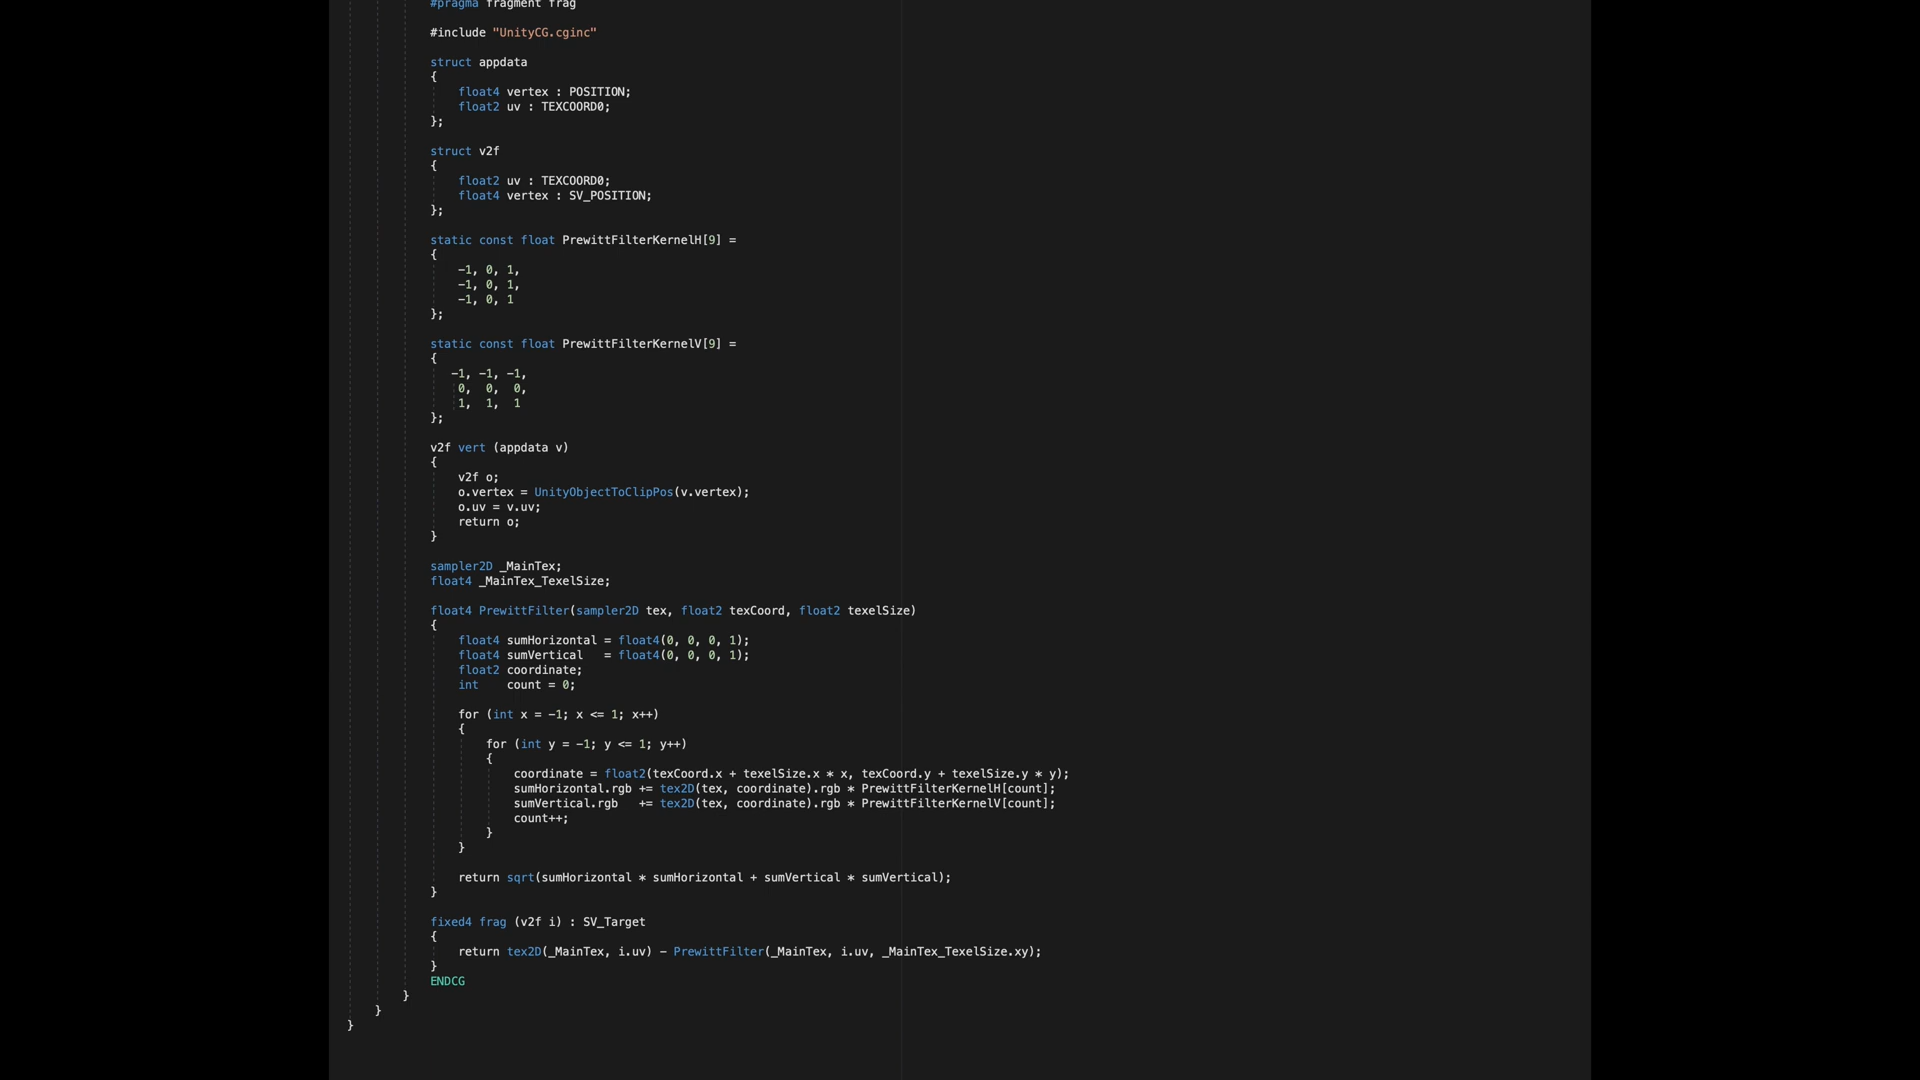 #pragma fragment frag
#include "UnityCG.cginc"
struct appdata
{
float4 vertex : POSITION;
float2 uv : TEXCOORD0;
};
struct v2f
{
float2 uv : TEXCOORD0;
float4 vertex : SV_POSITION;
};
static const float PrewittFilterKernelH[9] =
{
-1, 0, 1,
-1, 0, 1,
-1, 0, 1
};
static const float PrewittFilterKernelV[9] =
{
-1, -1, -1,
0, 0, 0,
1, 1, 1
};
v2f vert (appdata v)
{
v2f o;
o.vertex = UnityObjectToClipPos(v.vertex);
o.uv = v.uv;
return o;
}
sampler2D _MainTex;
float4 _MainTex_TexelSize;
float4 PrewittFilter(sampler2D tex, float2 texCoord, float2 texelSize)
{
float4 sumHorizontal = float4(0, 0, 0, 1);
float4 sumVertical   = float4(0, 0, 0, 1);
float2 coordinate;
int    count = 0;
for (int x = -1; x <= 1; x++)
{
for (int y = -1; y <= 1; y++)
{
coordinate = float2(texCoord.x + texelSize.x * x, texCoord.y + texelSize.y * y);
sumHorizontal.rgb += tex2D(tex, coordinate).rgb * PrewittFilterKernelH[count];
sumVertical.rgb   += tex2D(tex, coordinate).rgb * PrewittFilterKernelV[count];
count++;
}
}
return sqrt(sumHorizontal * sumHorizontal + sumVertical * sumVertical);
}
fixed4 frag (v2f i) : SV_Target
{
return tex2D(_MainTex, i.uv) - PrewittFilter(_MainTex, i.uv, _MainTex_TexelSize.xy);
}
ENDCG
}
}
}